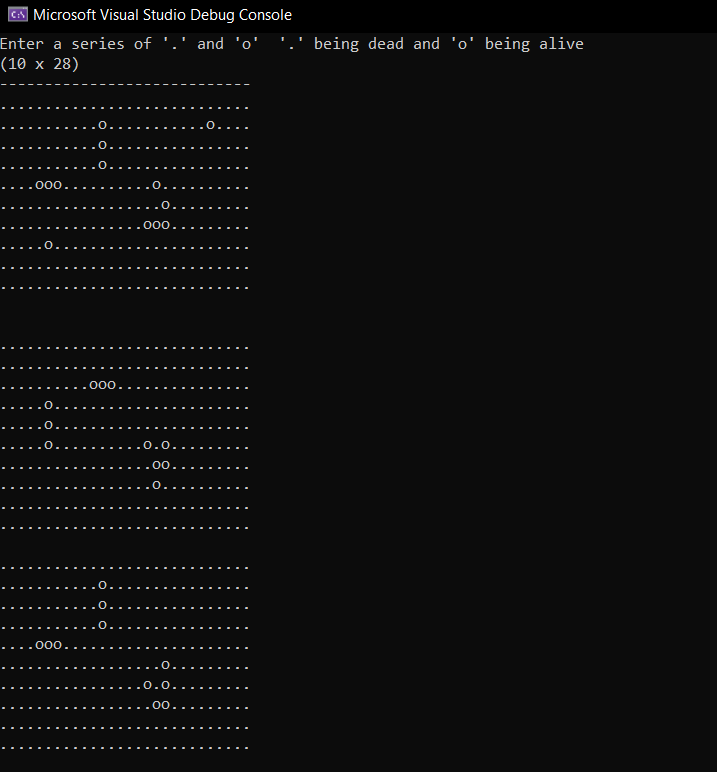 Microsoft Visual Studio Debug Console
Enter a series of '.' and 'o'  '.' being dead and 'o' being alive
(10 x 28)
----------------------------
............................
...........o...........o....
...........o................
...........o................
....ooo..........o..........
..................o.........
................ooo.........
.....o......................
............................
............................
............................
............................
..........ooo...............
.....o......................
.....o......................
.....o..........o.o.........
.................oo.........
.................o..........
............................
............................
............................
...........o................
...........o................
...........o................
....ooo.....................
..................o.........
................o.o.........
.................oo.........
............................
............................